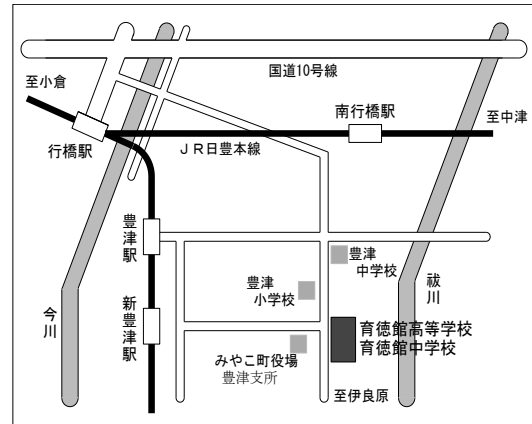 国道10号線
至小倉
南行橋駅
至中津
行橋駅
ＪＲ日豊本線
豊津駅
豊津
中学校
豊津
小学校
祓川
今川
新豊津駅
育徳館高等学校
育徳館中学校
みやこ町役場
豊津支所
至伊良原